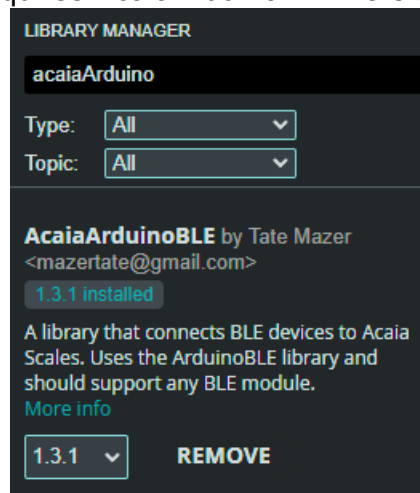 LIBRARY MANAGER
acaiaArduino
Type: All
Topic: All
AcaiaArduinoBLE by Tate Mazer
<mazertate@gmail.com>
1.3.1 installed
A library that connects BLE devices to Acaia
Scales. Uses the ArduinoBLE library and
should support any BLE module.
More info
1.3.1 REMOVE